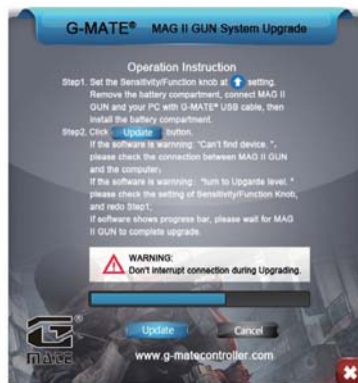 G-MATE® MAG II GUN System Upgrade
Operation Instruction
Step1. Set the Sensitivity/Function knob at setting.
Remove the battery compartment, connect MAG II
GUN and your PC with G-MATE® USB cable, then
install the battery compartment.
Step2. Click Update button.
If the software is warnning: "Can't find device. ",
please check the connection between MAG II GUN
and the computer;
If the software is warnning: "turn to Upgarde level. "
please check the setting of Sensitivity/Function Knob,
and redo Step1;
If software shows progress bar, please wait for MAG
II GUN to complete upgrade.
WARNING:
Don't interrupt connection during Upgrading.
Update Cancel
G MATE®
www.g-matecontroller.com